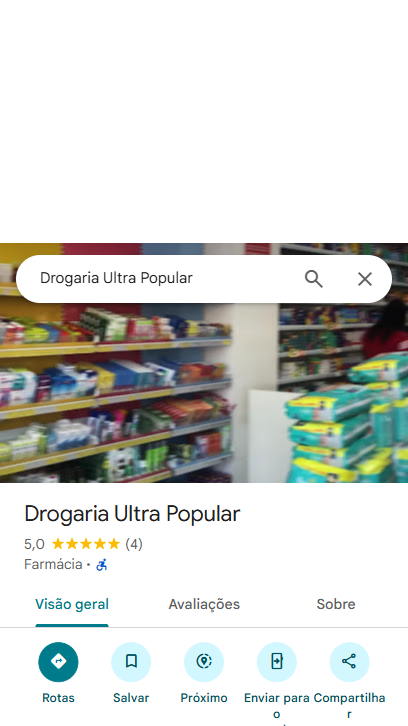 Drogaria Ultra Popular
Drogaria Ultra Popular
5,0 (4)
Farmácia ·
Visão geral Avaliações Sobre
Rotas Salvar Próximo Enviar para o Compartilhar